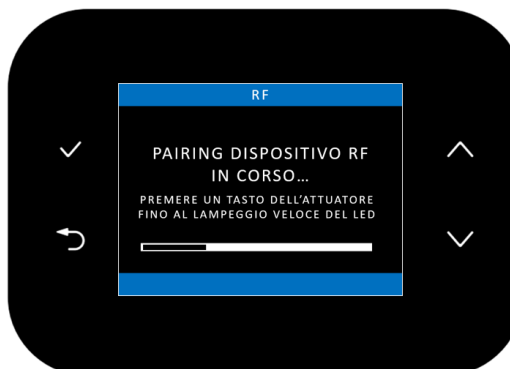 RF
PAIRING DISPOSITIVO RF
IN CORSO...
PREMERE UN TASTO DELL'ATTUATORE
FINO AL LAMPEGGIO VELOCE DEL LED